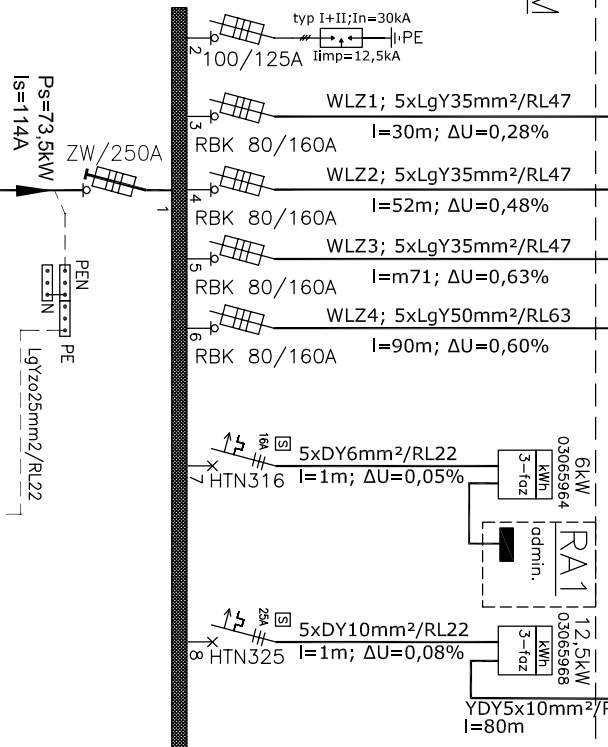 M
typ I+II;In=30kA
Iimp=12,5kA
PE
2
100/125A
WLZ1; 5xLgY35mm²/RL47
l=30m; ΔU=0,28%
3
RBK 80/160A
Ps=73,5kW
Is=114A
ZW/250A
1
WLZ2; 5xLgY35mm²/RL47
l=52m; ΔU=0,48%
4
RBK 80/160A
WLZ3; 5xLgY35mm²/RL47
l=m71; ΔU=0,63%
5
RBK 80/160A
WLZ4; 5xLgY50mm²/RL63
l=90m; ΔU=0,60%
6
RBK 80/160A
PEN
N
PE
LgYzo25mm2/RL22
16A
S
5xDY6mm²/RL22
l=1m; ΔU=0,05%
7
HTN316
kWh
3-faz
6kW
03065964
RA1
admin.
25A
S
5xDY10mm²/RL22
l=1m; ΔU=0,08%
8
HTN325
kWh
3-faz
12,5kW
03065968
YDY5x10mm²/R
l=80m